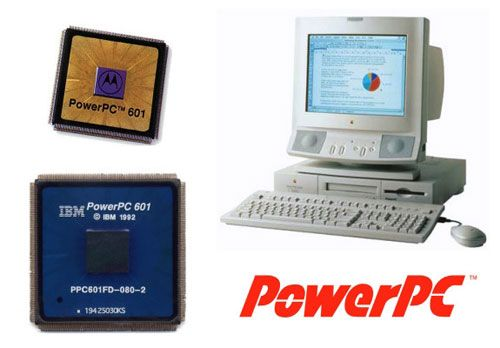 PowerPC™ 601
IBM PowerPC 601
© IBM 1992
PPC601FD-080-2
19425030KS
PowerPC™